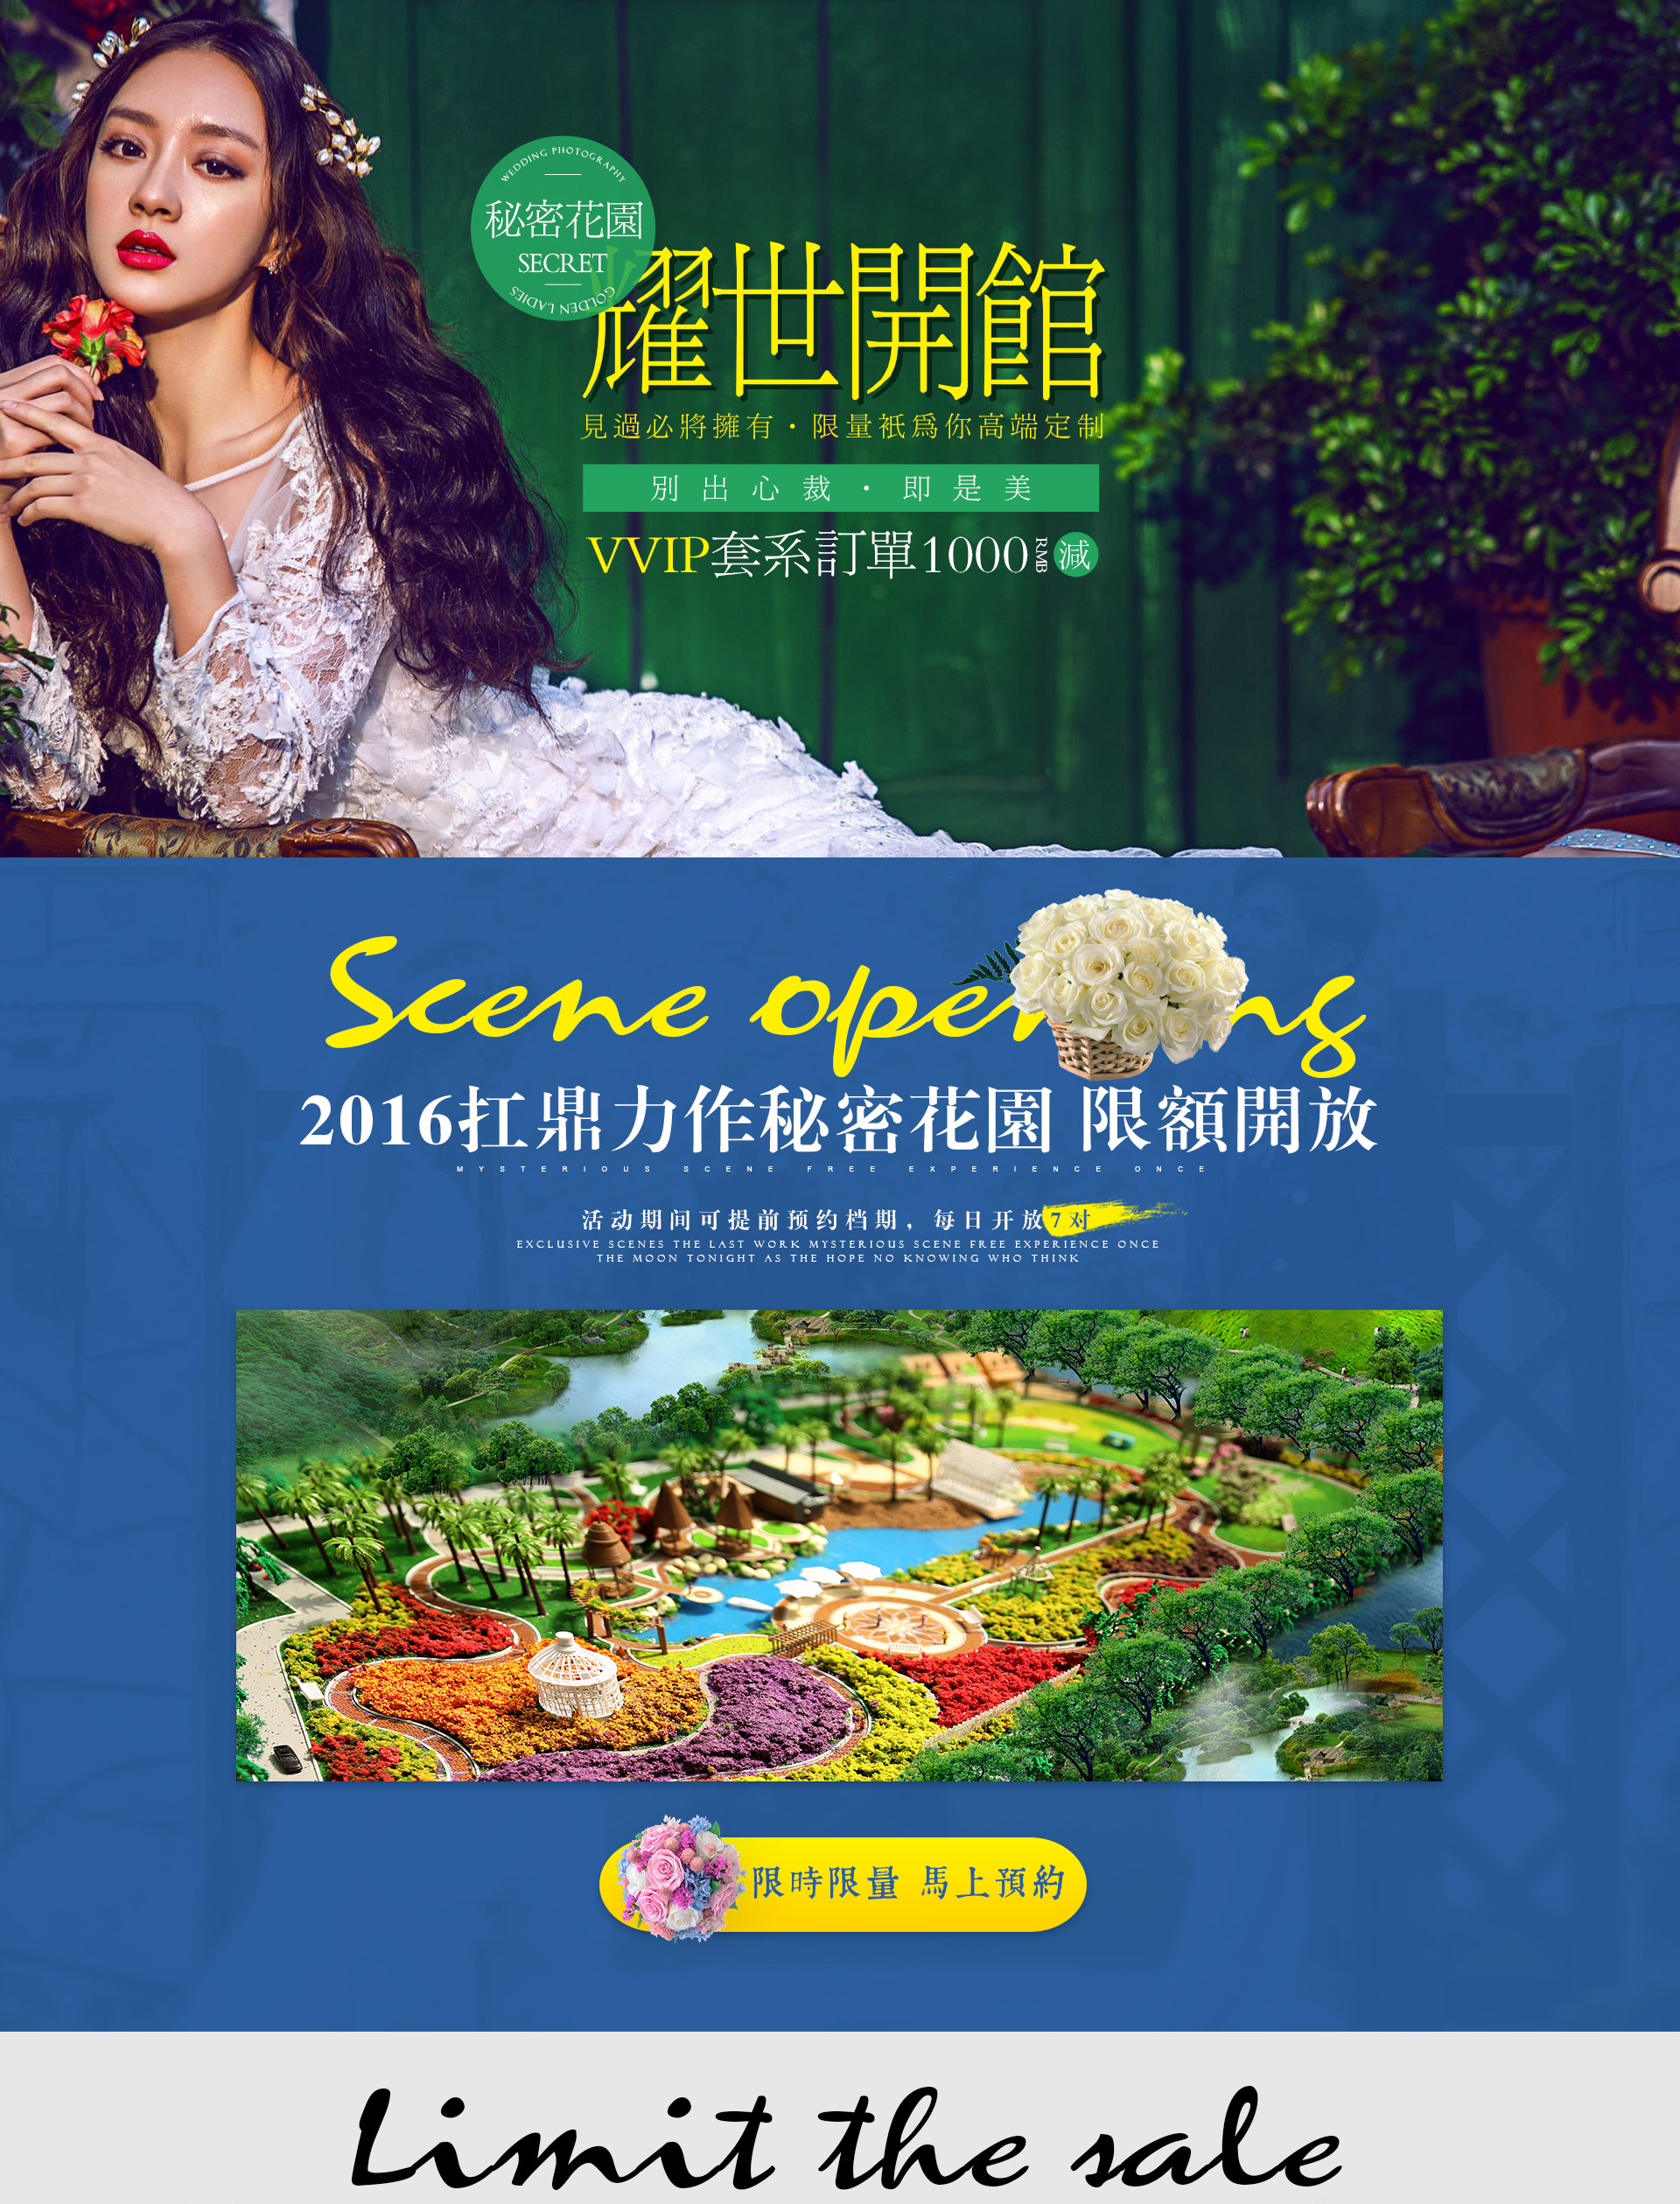 WEDDING PHOTOGRAPHY
秘密花園
SECRET
GOLDEN LADIES
耀世開館
見過必將擁有·限量衹爲你高端定制
別出心裁·即是美
VVIP套系訂單1000RMB減
Scene opening
2016扛鼎力作秘密花園 限額開放
MYSTERIOUS SCENE FREE EXPERIENCE ONCE
活动期间可提前预约档期，每日开放7对
EXCLUSIVE SCENES THE LAST WORK MYSTERIOUS SCENE FREE EXPERIENCE ONCE
THE MOON TONIGHT AS THE HOPE NO KNOWING WHO THINK
限時限量 馬上預約
Limit the sale